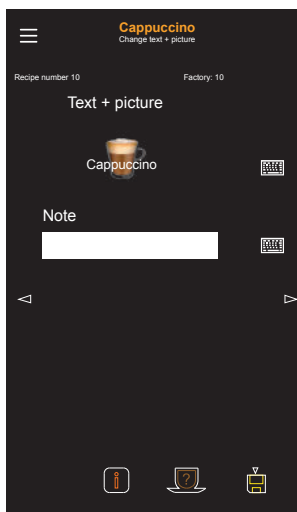 Cappuccino
Change text + picture
Recipe number 10 Factory: 10
Text + picture
Cappuccino
Note
i
?